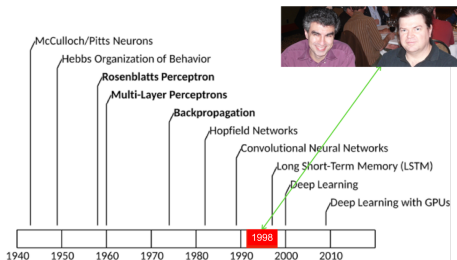 McCulloch/Pitts Neurons
Hebbs Organization of Behavior
Rosenblatts Perceptron
Multi-Layer Perceptrons
Backpropagation
Hopfield Networks
Convolutional Neural Networks
Long Short-Term Memory (LSTM)
Deep Learning
Deep Learning with GPUs
1998
1940 1950 1960 1970 1980 1990 2000 2010